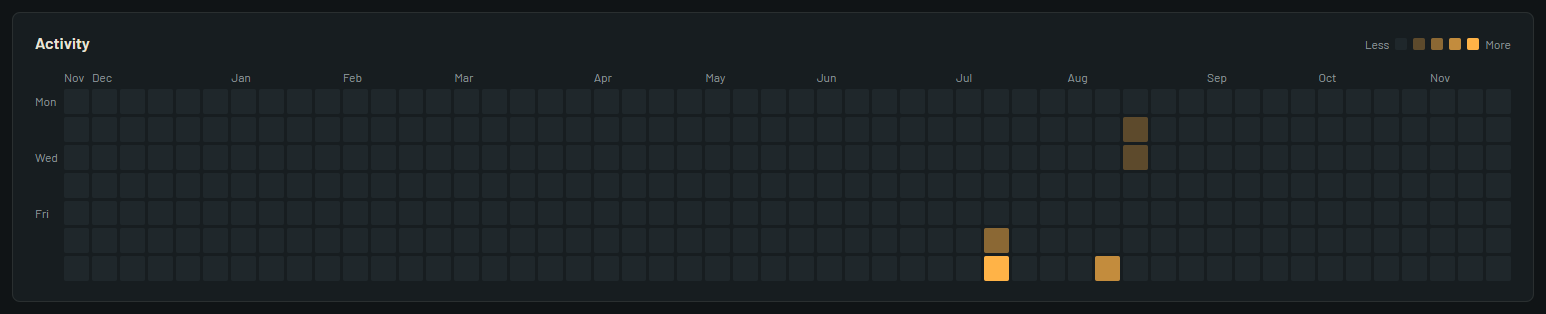 Activity
Less More
Nov Dec Jan Feb Mar Apr May Jun Jul Aug Sep Oct Nov
Mon
Wed
Fri